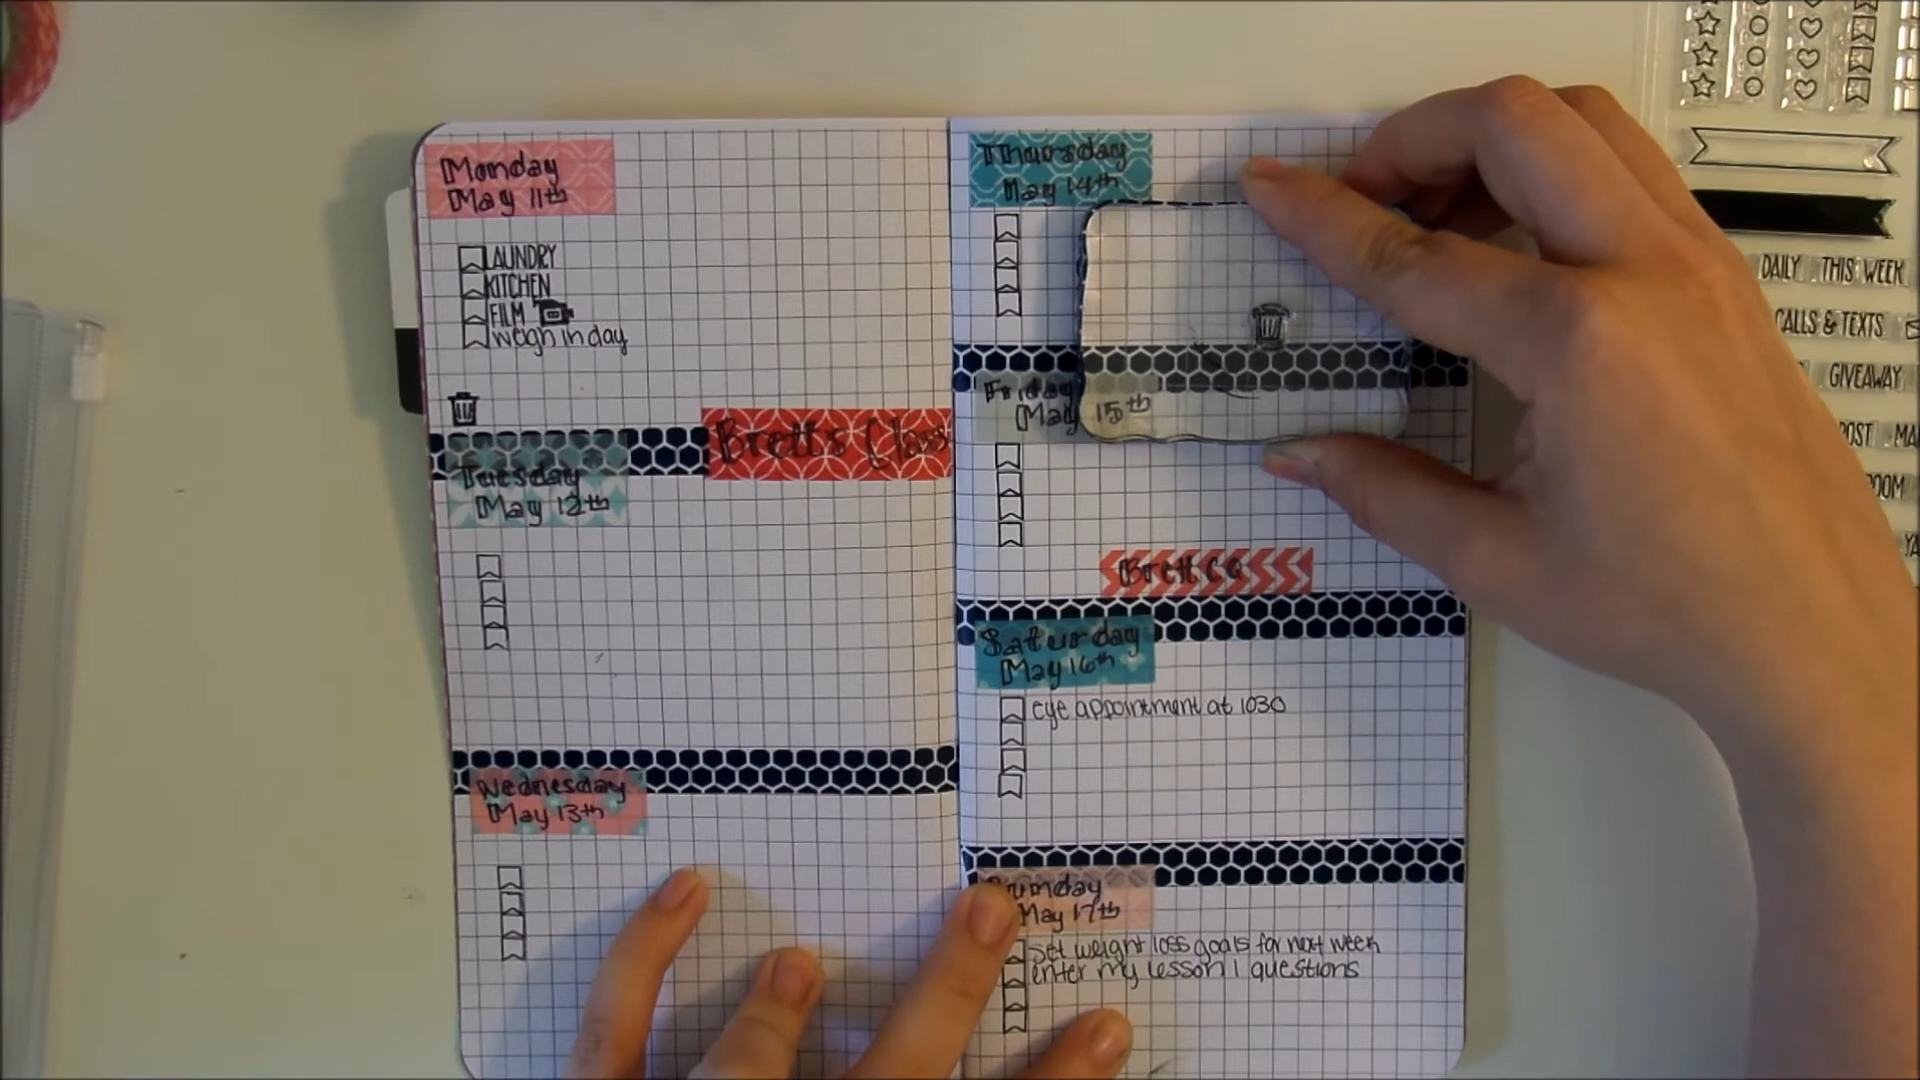 Monday
May 11th
LAUNDRY
KITCHEN
FILM
weigh in day
Bretts Class
Tuesday
May 12th
Wednesday
May 13th
Thursday
May 14th
Friday
May 15th
Brett
Saturday
May 16th
eye appointment at 1030
Sunday
May 17th
set weight loss goals for next week
enter my lesson 1 questions
DAILY THIS WEEK
CALLS & TEXTS
GIVEAWAY